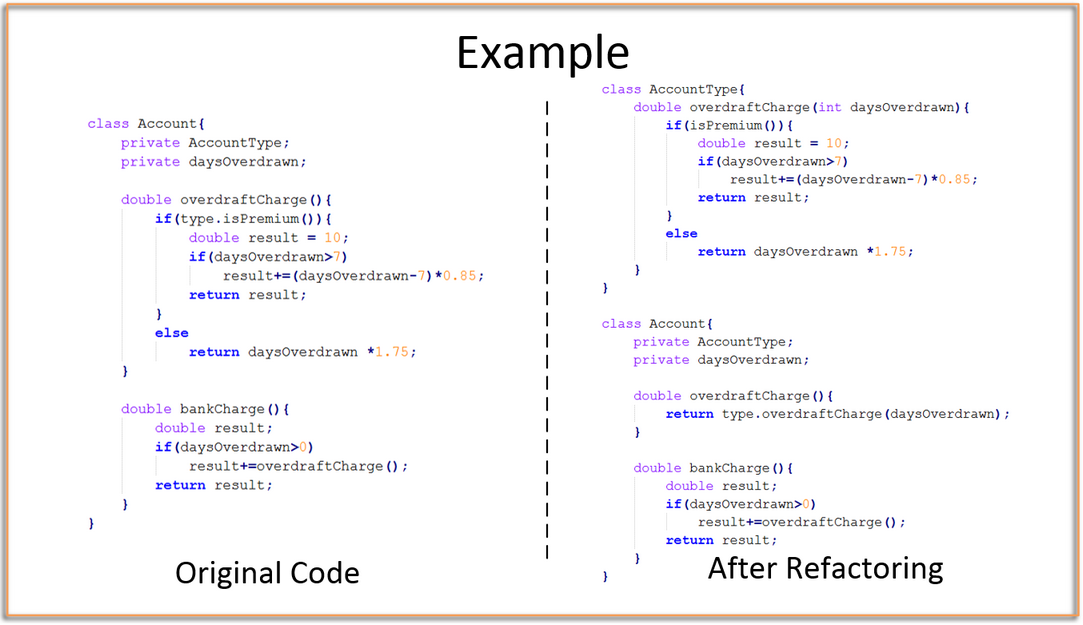 Example
class Account{
    private AccountType;
    private daysOverdrawn;
    double overdraftCharge(){
        if(type.isPremium()){
            double result = 10;
            if(daysOverdrawn>7)
                result+=(daysOverdrawn-7)*0.85;
            return result;
        }
        else
            return daysOverdrawn *1.75;
    }
    double bankCharge(){
        double result;
        if(daysOverdrawn>0)
            result+=overdraftCharge();
        return result;
    }
}
Original Code
class AccountType{
    double overdraftCharge(int daysOverdrawn){
        if(isPremium()){
            double result = 10;
            if(daysOverdrawn>7)
                result+=(daysOverdrawn-7)*0.85;
            return result;
        }
        else
            return daysOverdrawn *1.75;
    }
}
class Account{
    private AccountType;
    private daysOverdrawn;
    double overdraftCharge(){
        return type.overdraftCharge(daysOverdrawn);
    }
    double bankCharge(){
        double result;
        if(daysOverdrawn>0)
            result+=overdraftCharge();
        return result;
    }
}
After Refactoring